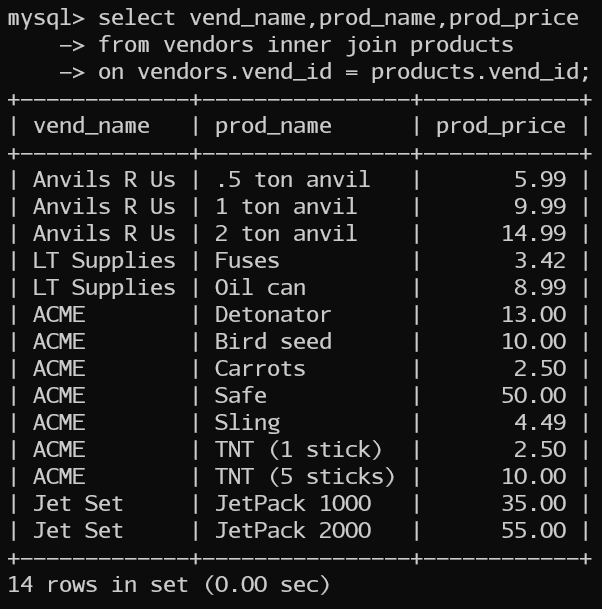 mysql> select vend_name,prod_name,prod_price
    -> from vendors inner join products
    -> on vendors.vend_id = products.vend_id;
+-------------+----------------+------------+
| vend_name   | prod_name      | prod_price |
+-------------+----------------+------------+
| Anvils R Us | .5 ton anvil   |       5.99 |
| Anvils R Us | 1 ton anvil    |       9.99 |
| Anvils R Us | 2 ton anvil    |      14.99 |
| LT Supplies | Fuses          |       3.42 |
| LT Supplies | Oil can        |       8.99 |
| ACME        | Detonator      |      13.00 |
| ACME        | Bird seed      |      10.00 |
| ACME        | Carrots        |       2.50 |
| ACME        | Safe           |      50.00 |
| ACME        | Sling          |       4.49 |
| ACME        | TNT (1 stick)  |       2.50 |
| ACME        | TNT (5 sticks) |      10.00 |
| Jet Set     | JetPack 1000   |      35.00 |
| Jet Set     | JetPack 2000   |      55.00 |
+-------------+----------------+------------+
14 rows in set (0.00 sec)